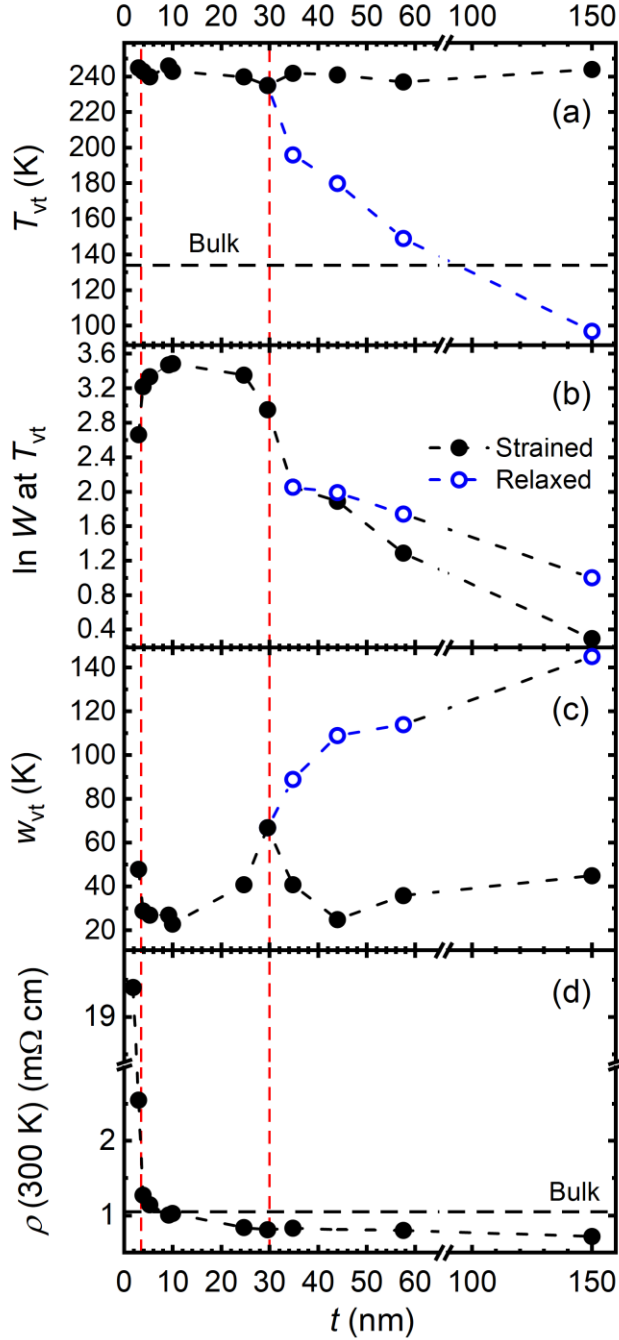 0 10 20 30 40 50 60 100 150
240
220
200
180
160
140
120
100
T_vt (K)
(a)
Bulk
3.6
3.2
2.8
2.4
2.0
1.6
1.2
0.8
0.4
ln W at T_vt
(b)
Strained
Relaxed
140
120
100
80
60
40
20
w_vt (K)
(c)
19
2
1
ρ (300 K) (mΩ cm)
(d)
Bulk
0 10 20 30 40 50 60 100 150
t (nm)